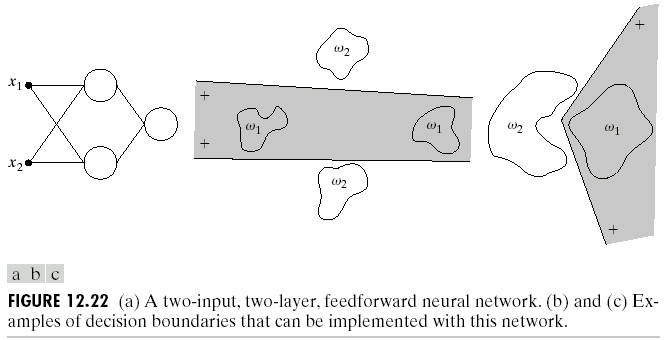 x1
x2
ω2
+
ω1
ω1
+
ω2
+
ω2
ω1
+
a b c
FIGURE 12.22 (a) A two-input, two-layer, feedforward neural network. (b) and (c) Ex-
amples of decision boundaries that can be implemented with this network.